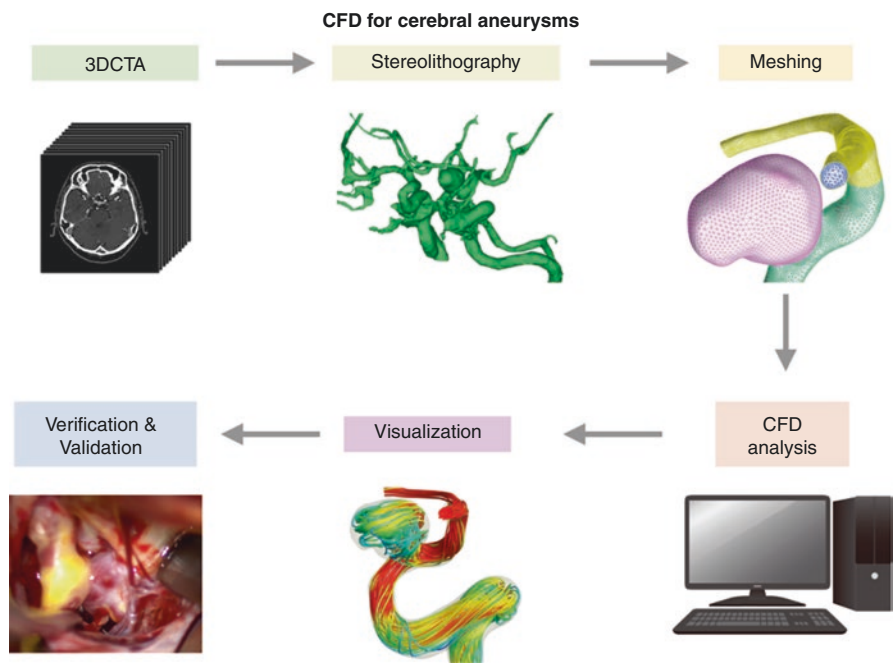 CFD for cerebral aneurysms
3DCTA
Stereolithography
Meshing
CFD
analysis
Visualization
Verification &
Validation